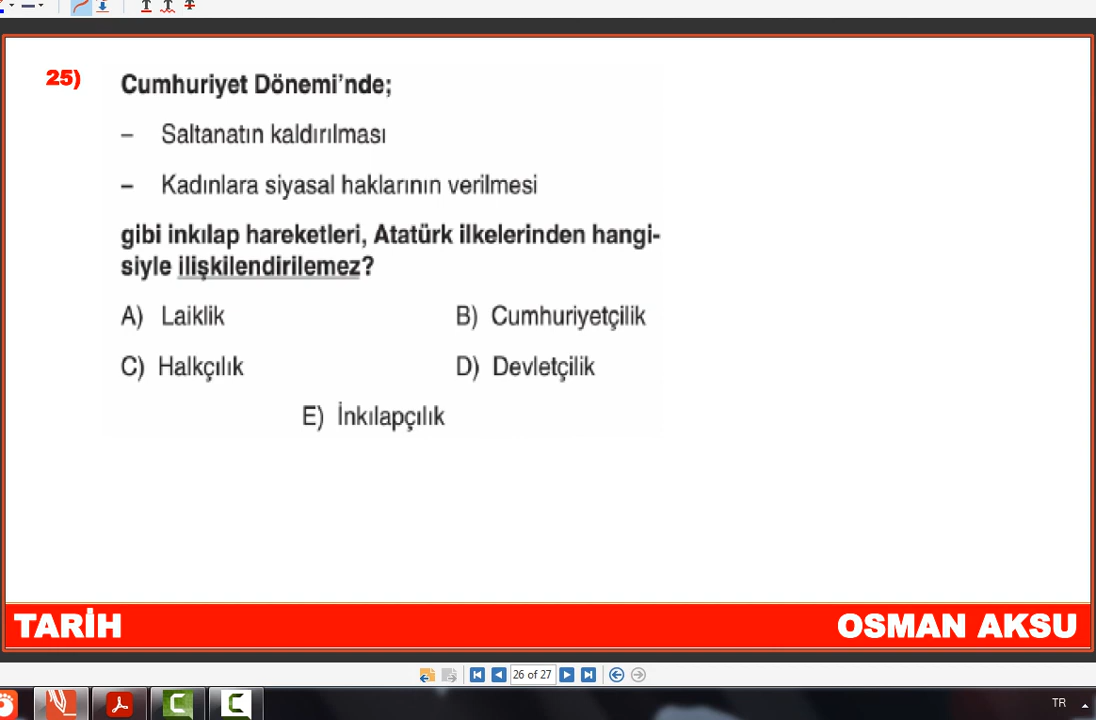 25)
Cumhuriyet Dönemi'nde;
– Saltanatın kaldırılması
– Kadınlara siyasal haklarının verilmesi
gibi inkılap hareketleri, Atatürk ilkelerinden hangi-
siyle ilişkilendirilemez?
A) Laiklik B) Cumhuriyetçilik
C) Halkçılık D) Devletçilik
E) İnkılapçılık
TARİH OSMAN AKSU
26 of 27
TR